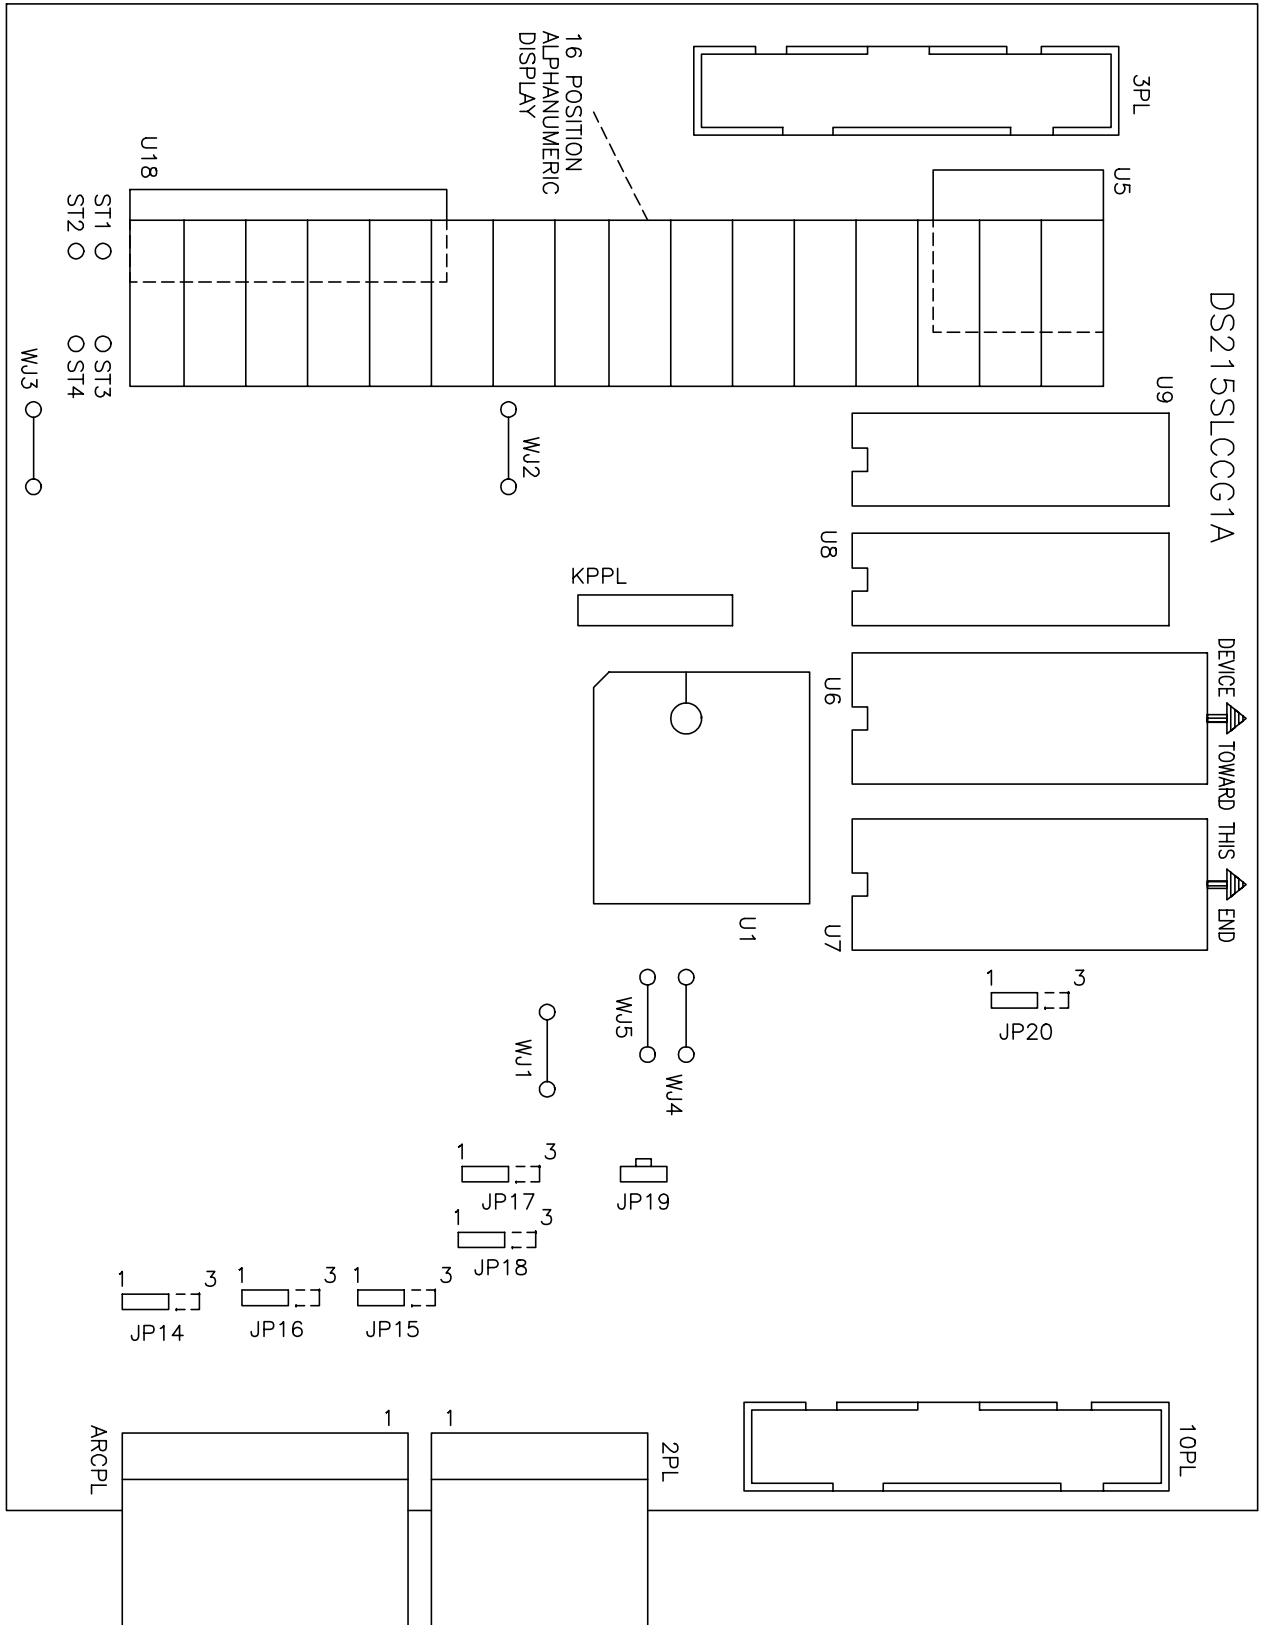 3PL
16 POSITION
ALPHANUMERIC
DISPLAY
U5
U18
ST1
ST2
ST3
ST4
DS215SLCCG1A
WJ3
WJ2
U9
U8
KPPL
DEVICE TOWARD THIS END
U6
U1
U7
1 3
JP20
WJ5
WJ4
WJ1
1 3
JP17
JP19
1 3
JP18
1 3
JP14
1 3
JP16
1 3
JP15
1
ARCPL
1
2PL
10PL